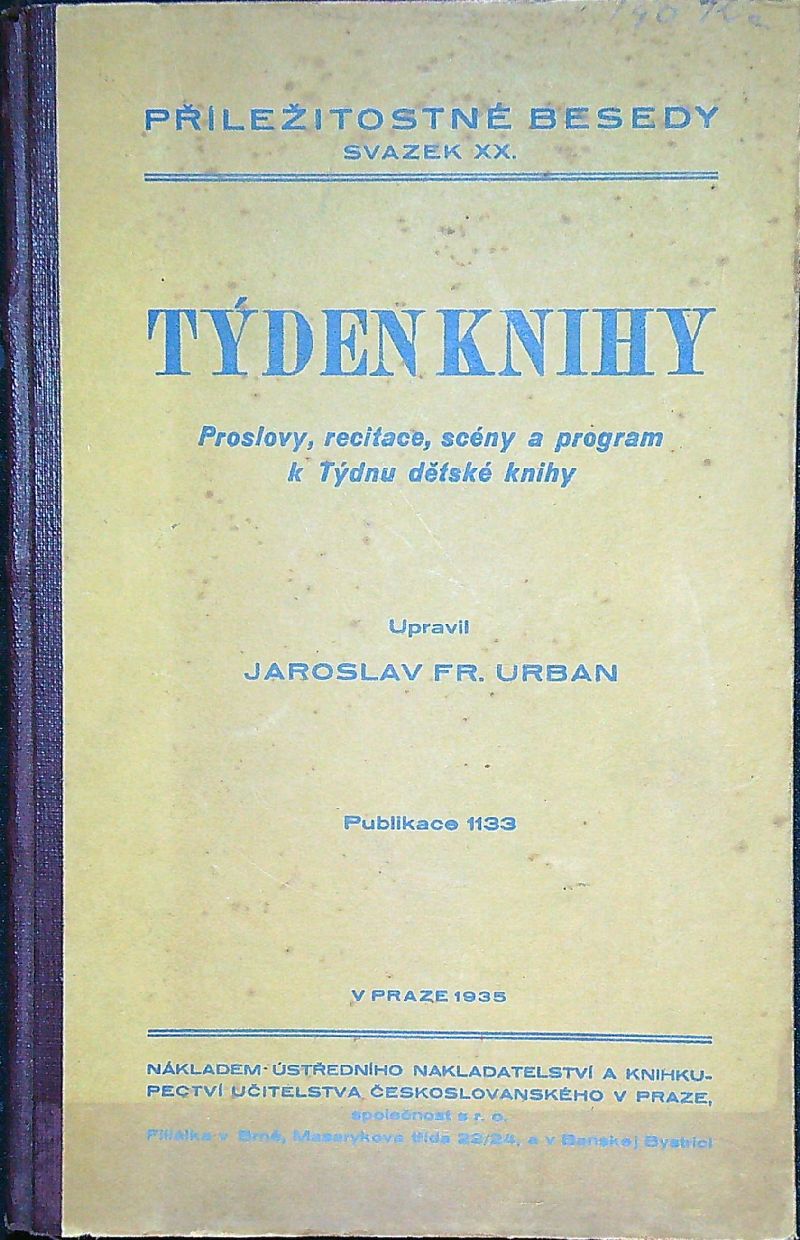 PŘÍLEŽITOSTNÉ BESEDY
SVAZEK XX.
TÝDEN KNIHY
Proslovy, recitace, scény a program
k Týdnu dětské knihy
Upravil
JAROSLAV FR. URBAN
Publikace 1133
V PRAZE 1935
NÁKLADEM ÚSTŘEDNÍHO NAKLADATELSTVÍ A KNIHKU-
PECTVÍ UČITELSTVA ČESKOSLOVANSKÉHO V PRAZE,
společnost s r. o.
Filiálka v Brně, Masarykova třída 22/24, a v Baňskej Bystrici